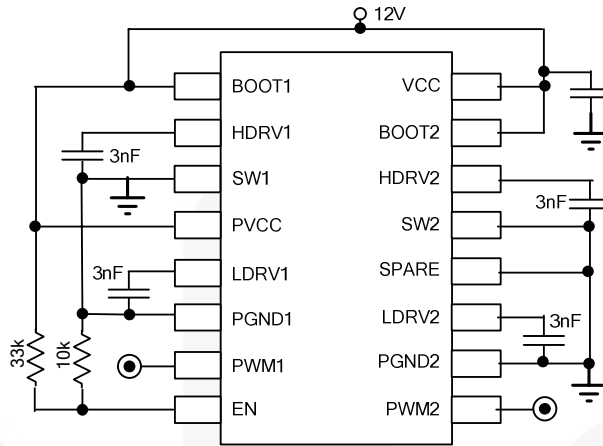 12V
BOOT1
VCC
HDRV1
BOOT2
3nF
SW1
HDRV2
3nF
PVCC
SW2
3nF
LDRV1
SPARE
PGND1
LDRV2
3nF
33k
10k
PWM1
PGND2
EN
PWM2